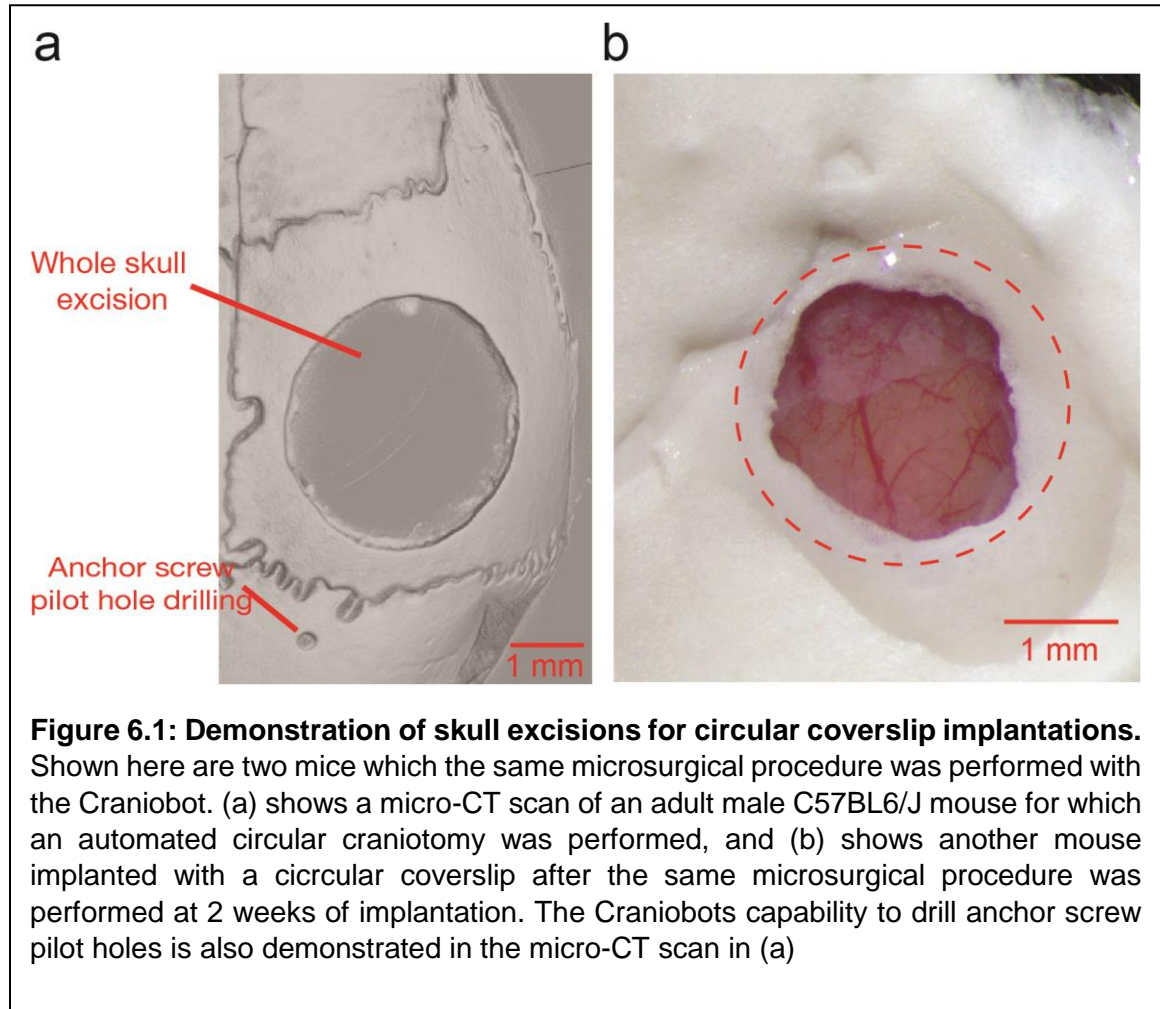 a
b
Whole skull
excision
Anchor screw
pilot hole drilling
1 mm
1 mm
Figure 6.1: Demonstration of skull excisions for circular coverslip implantations.
Shown here are two mice which the same microsurgical procedure was performed with
the Craniobot. (a) shows a micro-CT scan of an adult male C57BL6/J mouse for which
an automated circular craniotomy was performed, and (b) shows another mouse
implanted with a cicrcular coverslip after the same microsurgical procedure was
performed at 2 weeks of implantation. The Craniobots capability to drill anchor screw
pilot holes is also demonstrated in the micro-CT scan in (a)